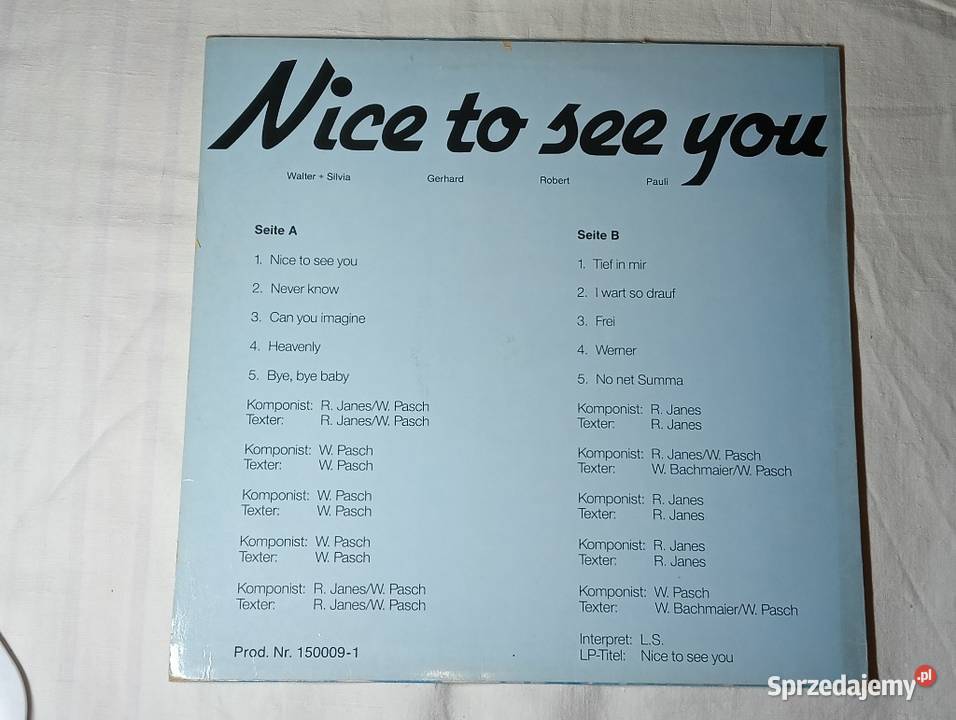 Nice to see you
Walter + Silvia Gerhard Robert Pauli
Seite A
1. Nice to see you
2. Never know
3. Can you imagine
4. Heavenly
5. Bye, bye baby
Komponist: R. Janes/W. Pasch
Texter: R. Janes/W. Pasch
Komponist: W. Pasch
Texter: W. Pasch
Komponist: W. Pasch
Texter: W. Pasch
Komponist: W. Pasch
Texter: W. Pasch
Komponist: R. Janes/W. Pasch
Texter: R. Janes/W. Pasch
Prod. Nr. 150009-1
Seite B
1. Tief in mir
2. I wart so drauf
3. Frei
4. Werner
5. No net Summa
Komponist: R. Janes
Texter: R. Janes
Komponist: R. Janes/W. Pasch
Texter: W. Bachmaier/W. Pasch
Komponist: R. Janes
Texter: R. Janes
Komponist: R. Janes
Texter: R. Janes
Komponist: W. Pasch
Texter: W. Bachmaier/W. Pasch
Interpret: L.S.
LP-Titel: Nice to see you
Sprzedajemy.pl